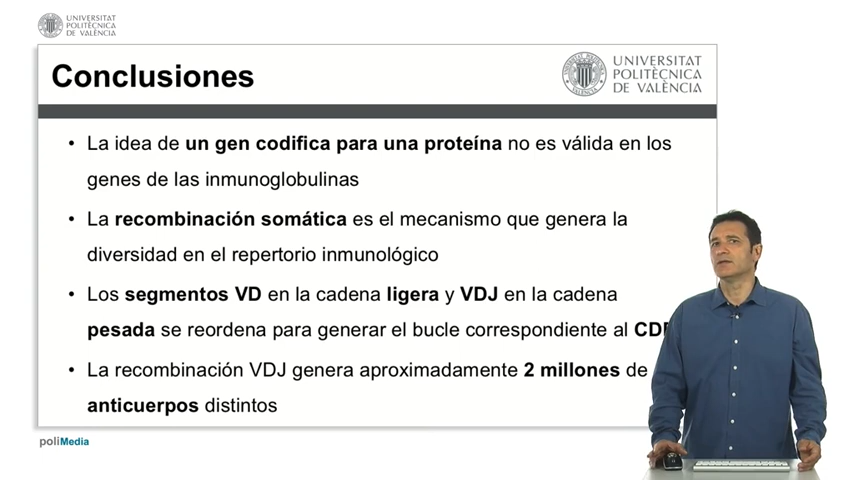 UNIVERSITAT
POLITÈCNICA
DE VALÈNCIA
Conclusiones
UNIVERSITAT
POLITÈCNICA
DE VALÈNCIA
• La idea de un gen codifica para una proteína no es válida en los
genes de las inmunoglobulinas
• La recombinación somática es el mecanismo que genera la
diversidad en el repertorio inmunológico
• Los segmentos VD en la cadena ligera y VDJ en la cadena
pesada se reordena para generar el bucle correspondiente al
• La recombinación VDJ genera aproximadamente 2 millones de
anticuerpos distintos
poliMedia